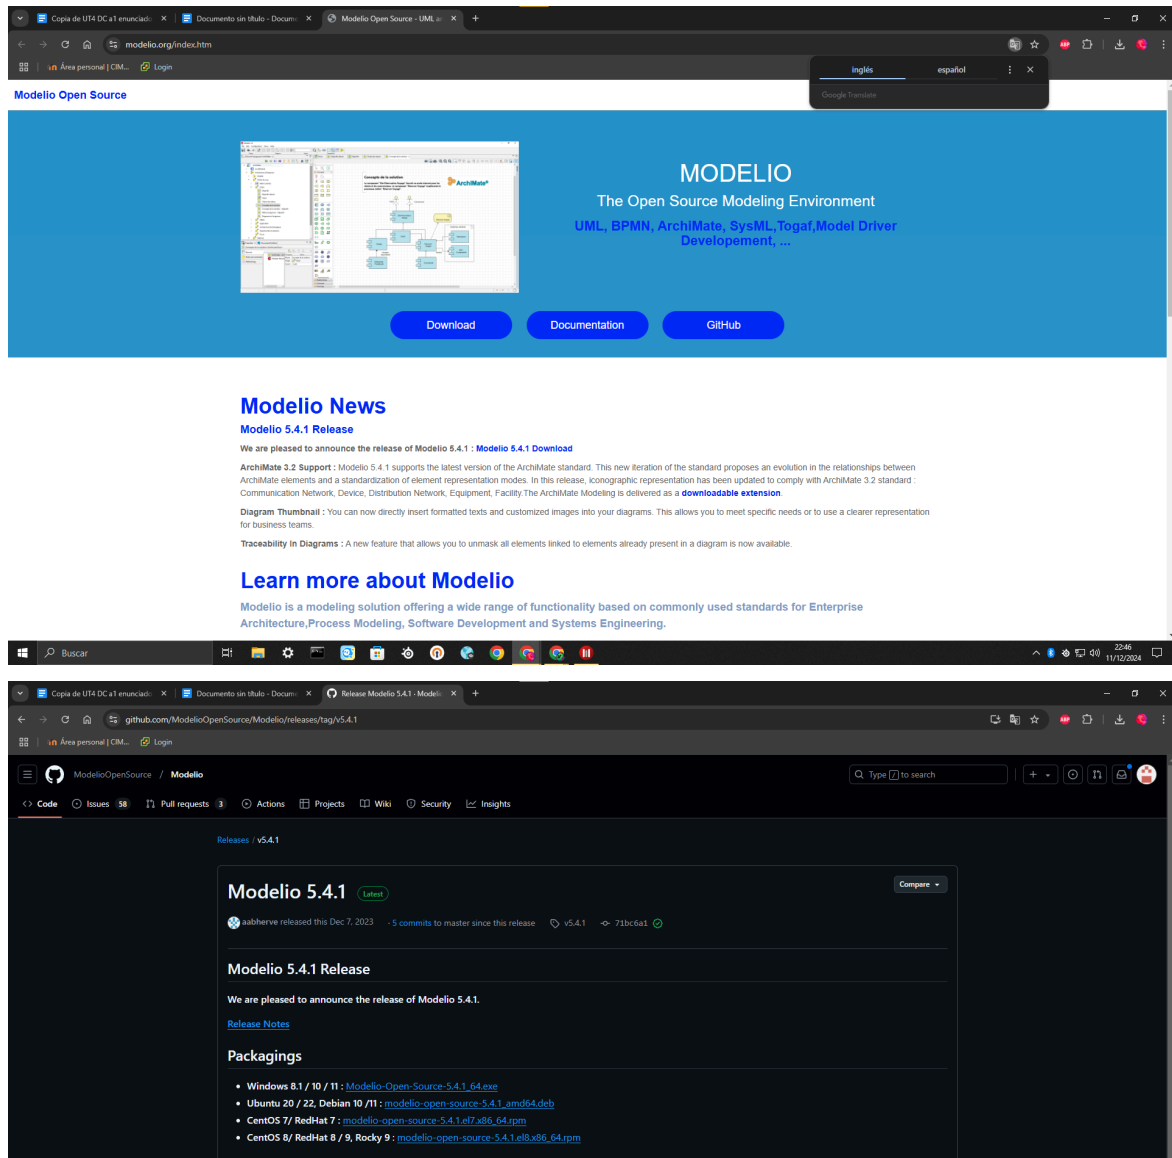 Copia de UT4 DC a1 enunciado
Documento sin título - Docume
Modelio Open Source - UML an
modelio.org/index.htm
Área personal | CIM...
Login
inglés
español
Google Translate
Modelio Open Source
Concepts de la solution
ArchiMate®
MODELIO
The Open Source Modeling Environment
UML, BPMN, ArchiMate, SysML,Togaf,Model Driver
Developement, ...
Download
Documentation
GitHub
Modelio News
Modelio 5.4.1 Release
We are pleased to announce the release of Modelio 5.4.1 : Modelio 5.4.1 Download
ArchiMate 3.2 Support : Modelio 5.4.1 supports the latest version of the ArchiMate standard. This new iteration of the standard proposes an evolution in the relationships between
ArchiMate elements and a standardization of element representation modes. In this release, iconographic representation has been updated to comply with ArchiMate 3.2 standard :
Communication Network, Device, Distribution Network, Equipment, Facility.The ArchiMate Modeling is delivered as a downloadable extension.
Diagram Thumbnail : You can now directly insert formatted texts and customized images into your diagrams. This allows you to meet specific needs or to use a clearer representation
for business teams.
Traceability in Diagrams : A new feature that allows you to unmask all elements linked to elements already present in a diagram is now available.
Learn more about Modelio
Modelio is a modeling solution offering a wide range of functionality based on commonly used standards for Enterprise
Architecture,Process Modeling, Software Development and Systems Engineering.
Buscar
22:46
11/12/2024
Copia de UT4 DC a1 enunciado
Documento sin título - Docume
Release Modelio 5.4.1 · Modelio
github.com/ModelioOpenSource/Modelio/releases/tag/v5.4.1
Área personal | CIM...
Login
ModelioOpenSource / Modelio
Type / to search
Code
Issues 58
Pull requests 3
Actions
Projects
Wiki
Security
Insights
Releases / v5.4.1
Modelio 5.4.1 Latest
Compare
aabherve released this Dec 7, 2023 · 5 commits to master since this release v5.4.1 71bc6a1
Modelio 5.4.1 Release
We are pleased to announce the release of Modelio 5.4.1.
Release Notes
Packagings
• Windows 8.1 / 10 / 11 : Modelio-Open-Source-5.4.1_64.exe
• Ubuntu 20 / 22, Debian 10 /11 : modelio-open-source-5.4.1_amd64.deb
• CentOS 7/ RedHat 7 : modelio-open-source-5.4.1.el7.x86_64.rpm
• CentOS 8/ RedHat 8 / 9, Rocky 9 : modelio-open-source-5.4.1.el8.x86_64.rpm